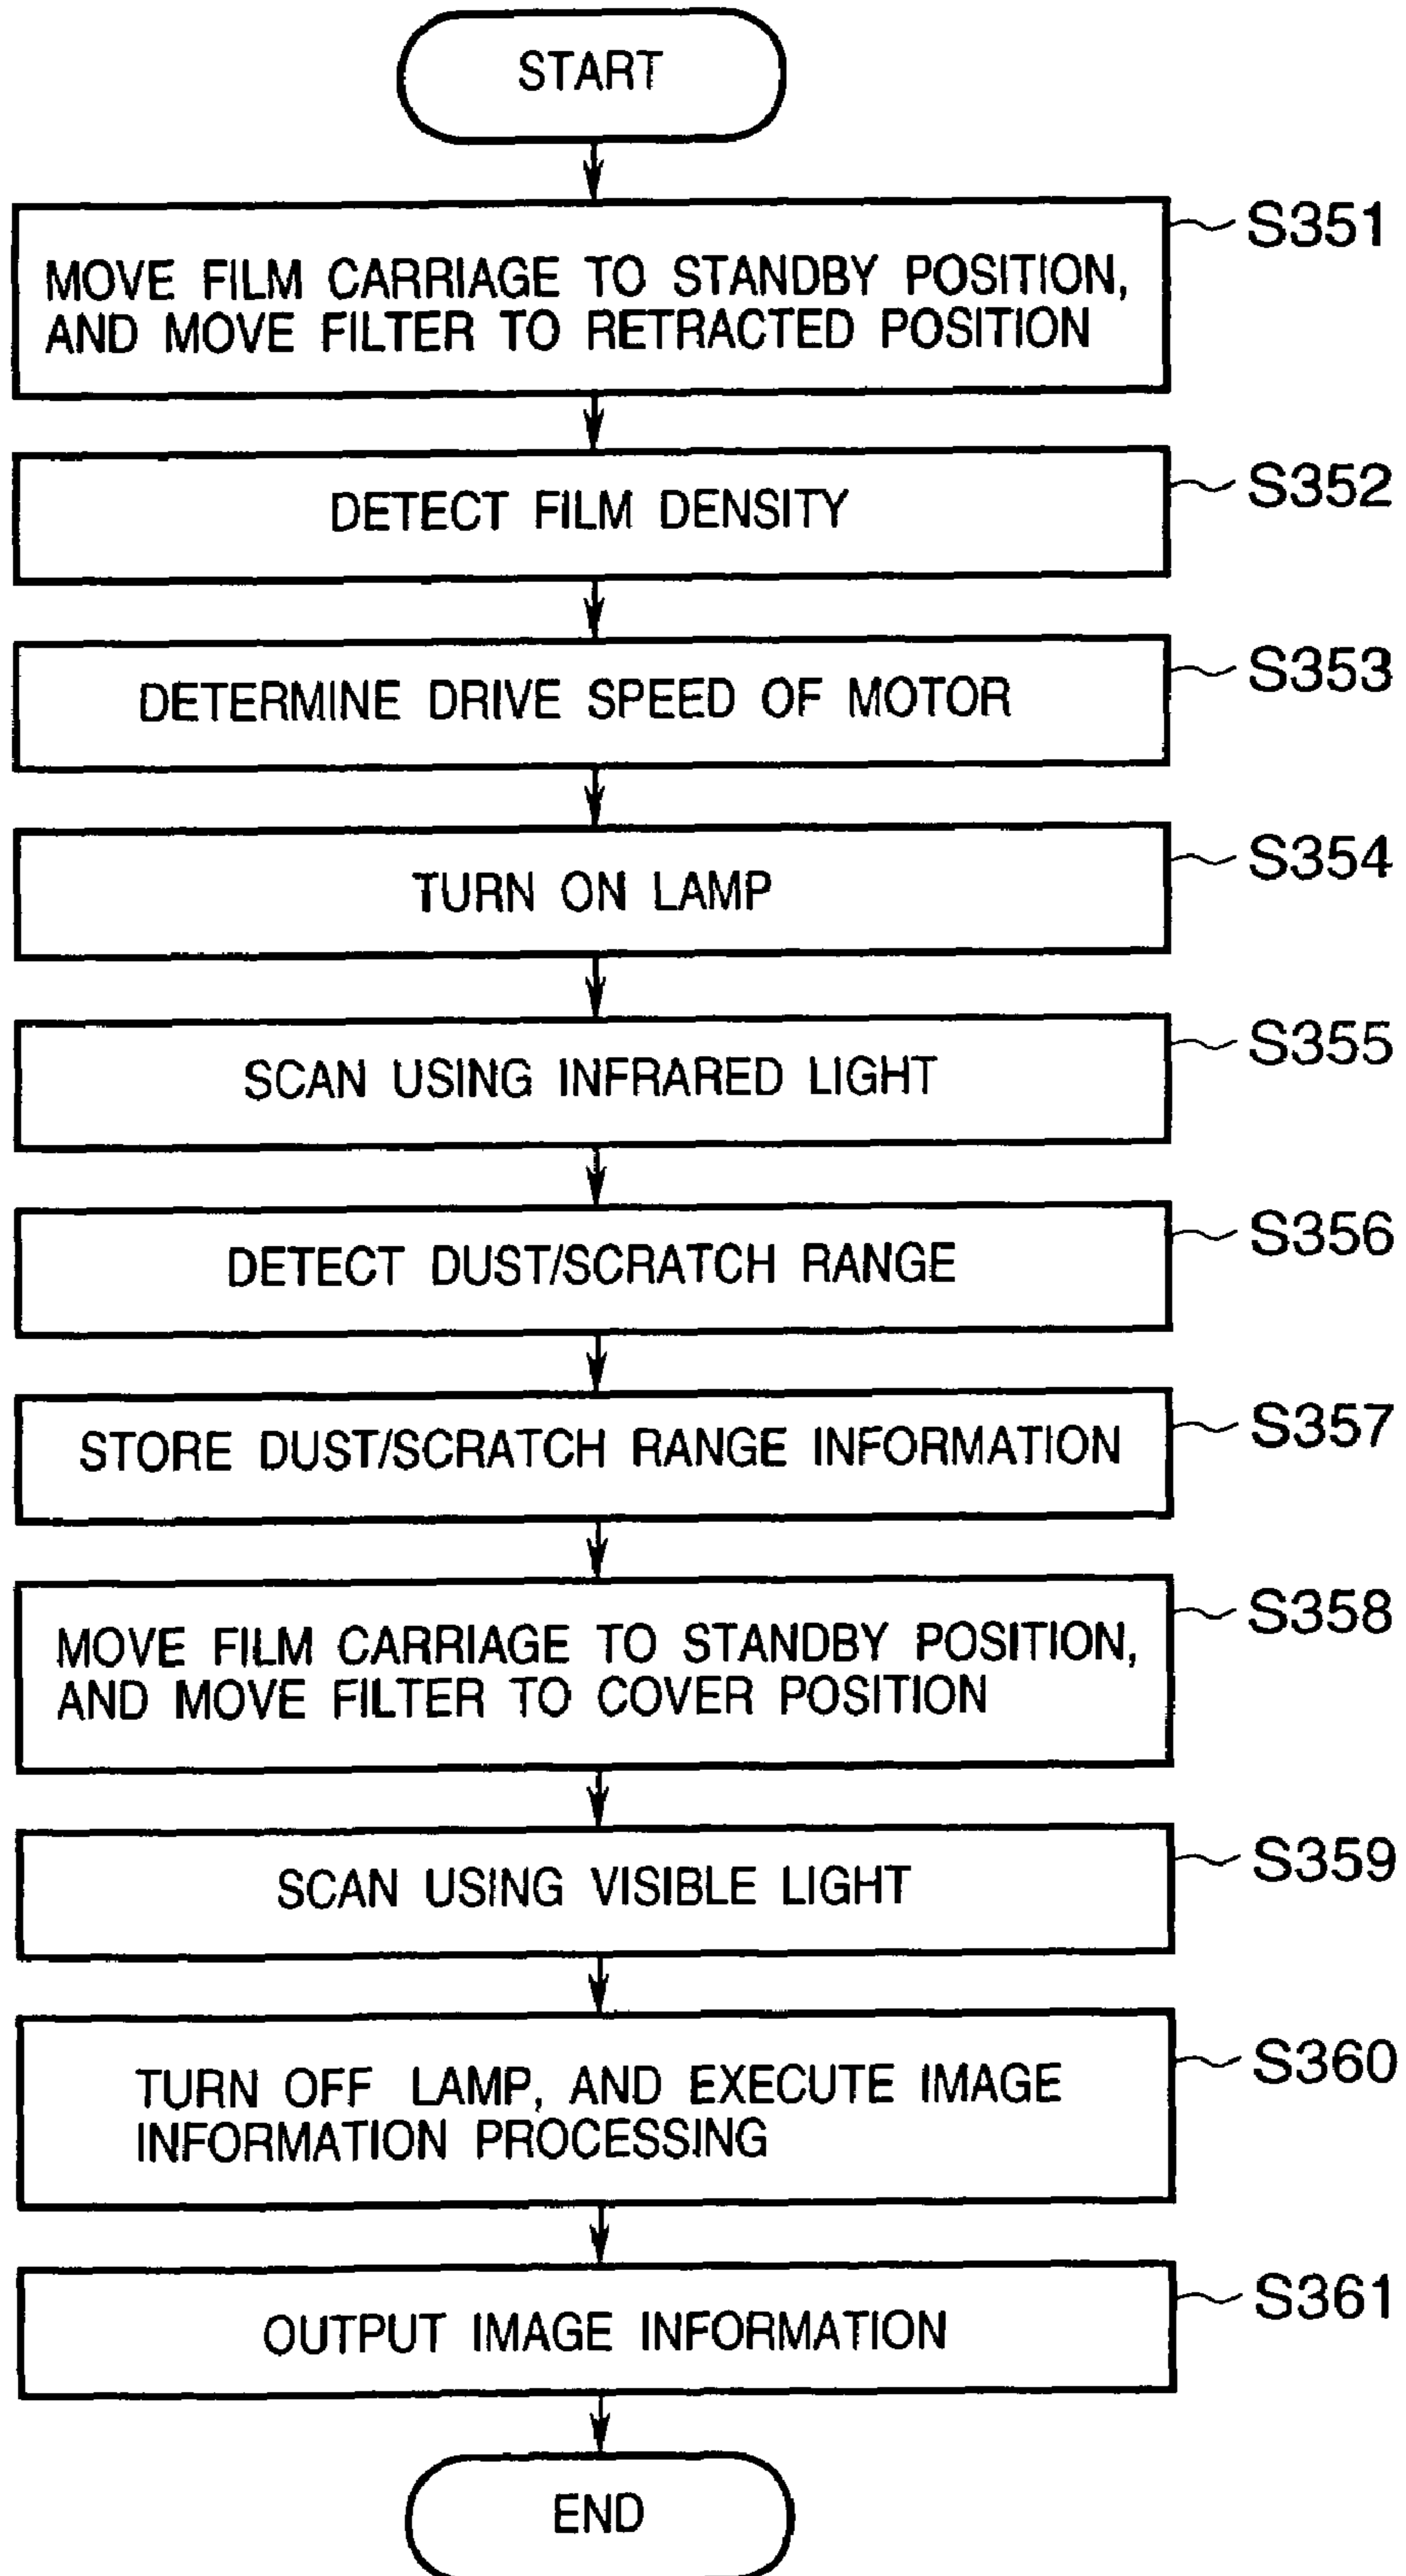 START
S351
MOVE FILM CARRIAGE TO STANDBY POSITION,
AND MOVE FILTER TO RETRACTED POSITION
S352
DETECT FILM DENSITY
S353
DETERMINE DRIVE SPEED OF MOTOR
S354
TURN ON LAMP
S355
SCAN USING INFRARED LIGHT
S356
DETECT DUST/SCRATCH RANGE
S357
STORE DUST/SCRATCH RANGE INFORMATION
S358
MOVE FILM CARRIAGE TO STANDBY POSITION,
AND MOVE FILTER TO COVER POSITION
S359
SCAN USING VISIBLE LIGHT
S360
TURN OFF LAMP, AND EXECUTE IMAGE
INFORMATION PROCESSING
S361
OUTPUT IMAGE INFORMATION
END